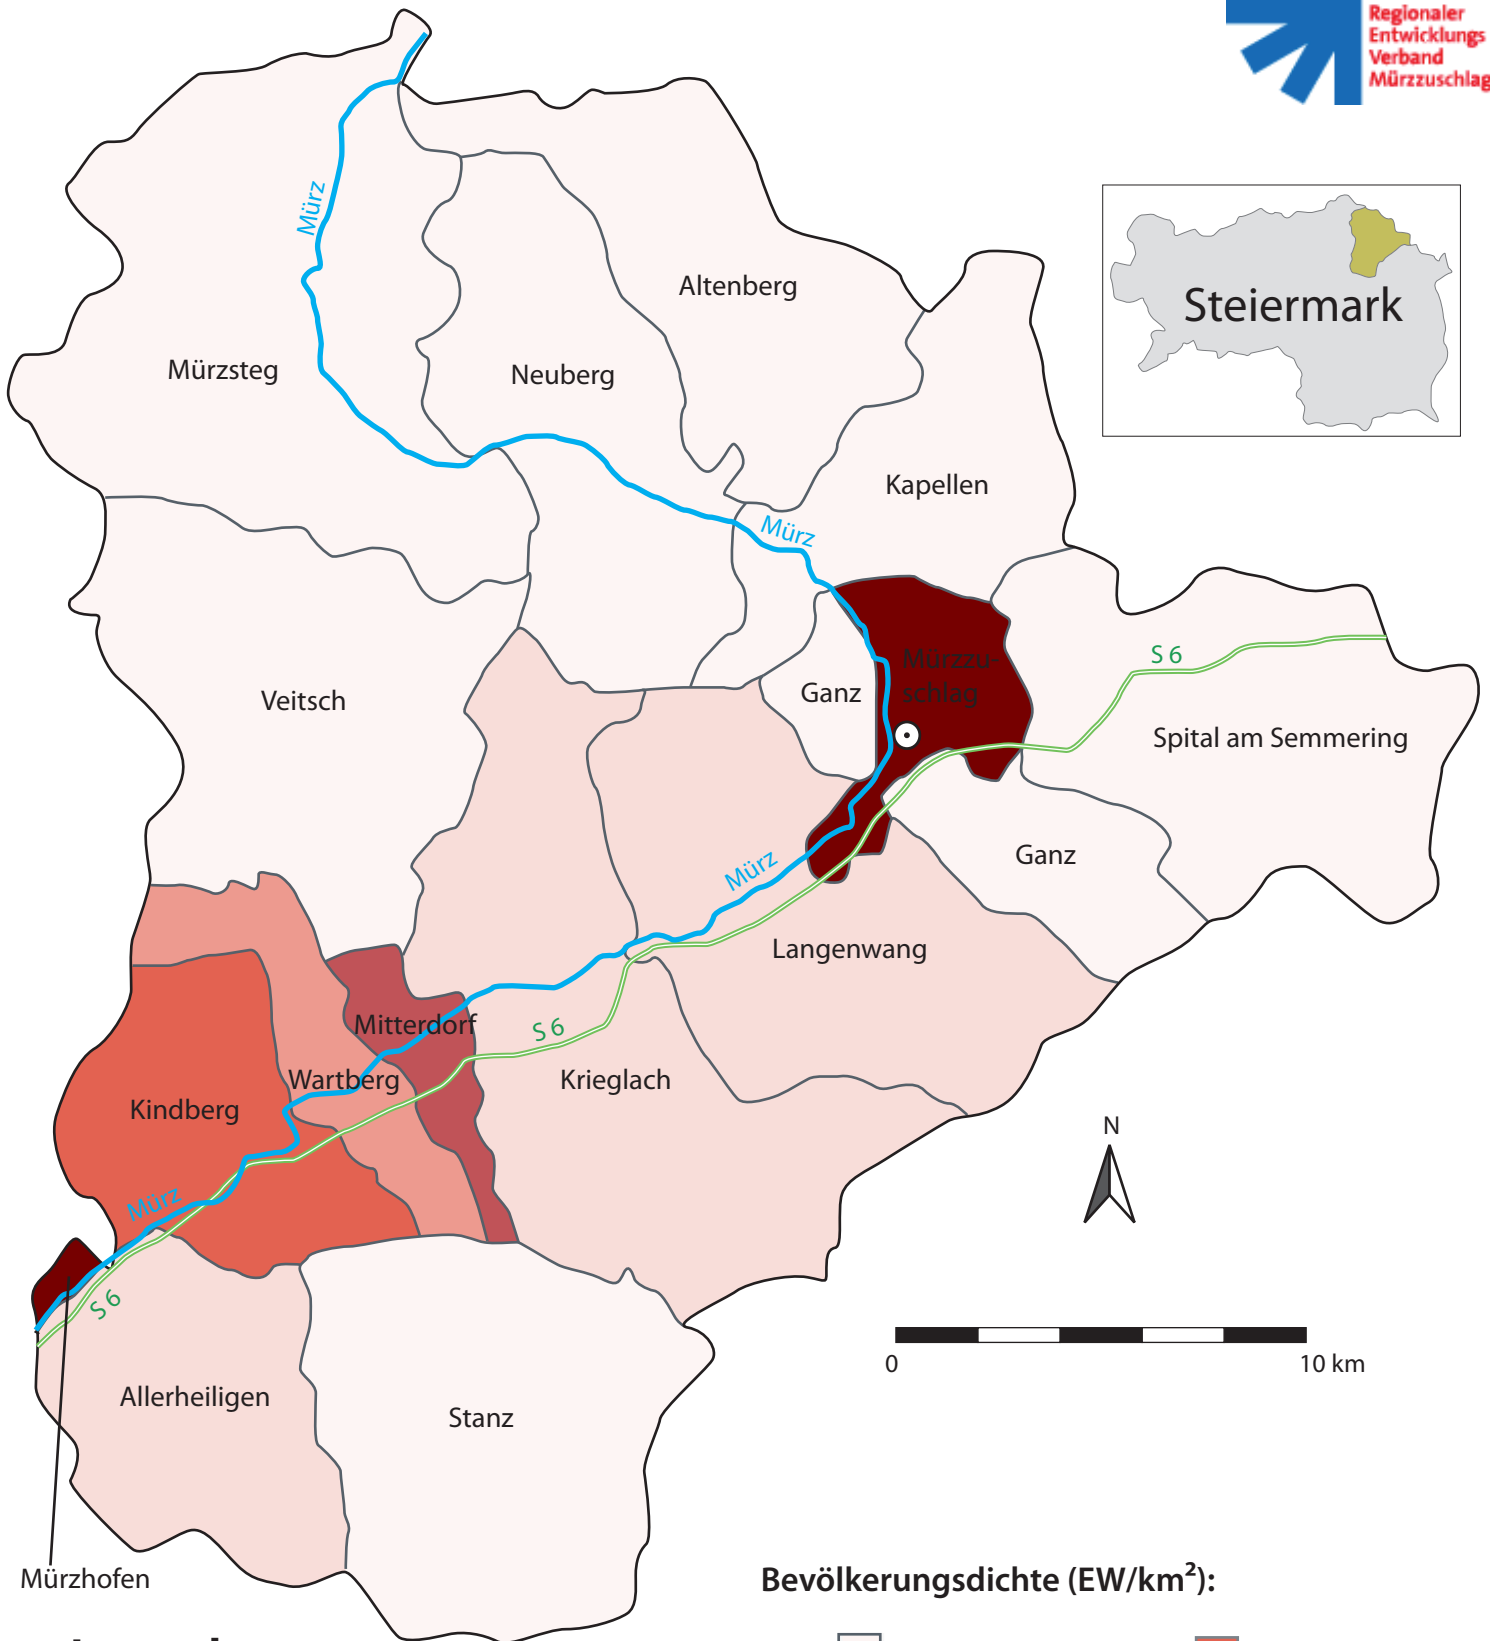 Regionaler
Entwicklungs
Verband
Mürzzuschlag
Steiermark
Mürz
Altenberg
Mürzsteg
Neuberg
Kapellen
Mürz
Mürzzu-
schlag
S 6
Ganz
Veitsch
Spital am Semmering
Ganz
Mürz
Langenwang
Mitterdorf
S 6
Wartberg
Krieglach
Kindberg
N
Mürz
S 6
0
10 km
Allerheiligen
Stanz
Mürzhofen
Bevölkerungsdichte (EW/km²):